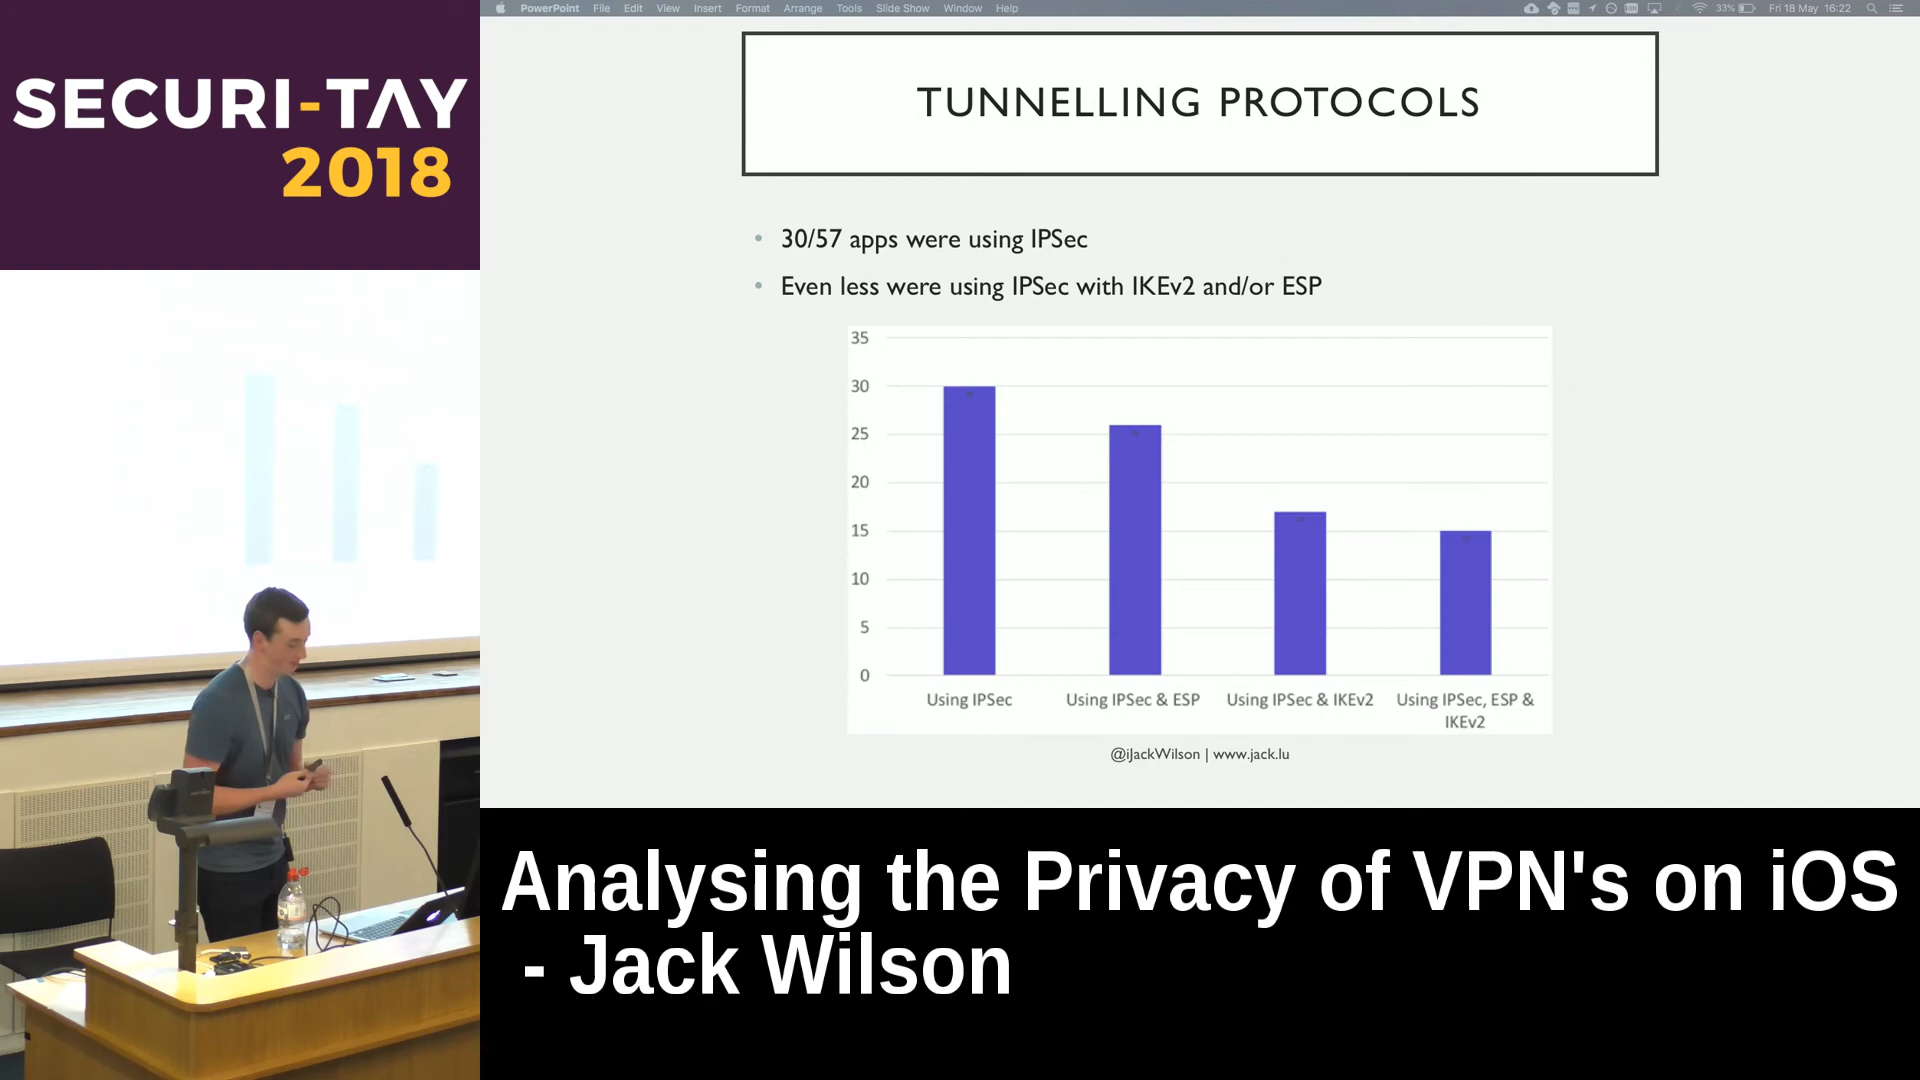 SECURI-TAY
2018
PowerPoint File Edit View Insert Format Arrange Tools Slide Show Window Help 33% Fri 18 May 16:22
TUNNELLING PROTOCOLS
• 30/57 apps were using IPSec
• Even less were using IPSec with IKEv2 and/or ESP
35
30
25
20
15
10
5
0
Using IPSec
Using IPSec & ESP
Using IPSec & IKEv2
Using IPSec, ESP &
IKEv2
@iJackWilson | www.jack.lu
Analysing the Privacy of VPN's on iOS
- Jack Wilson